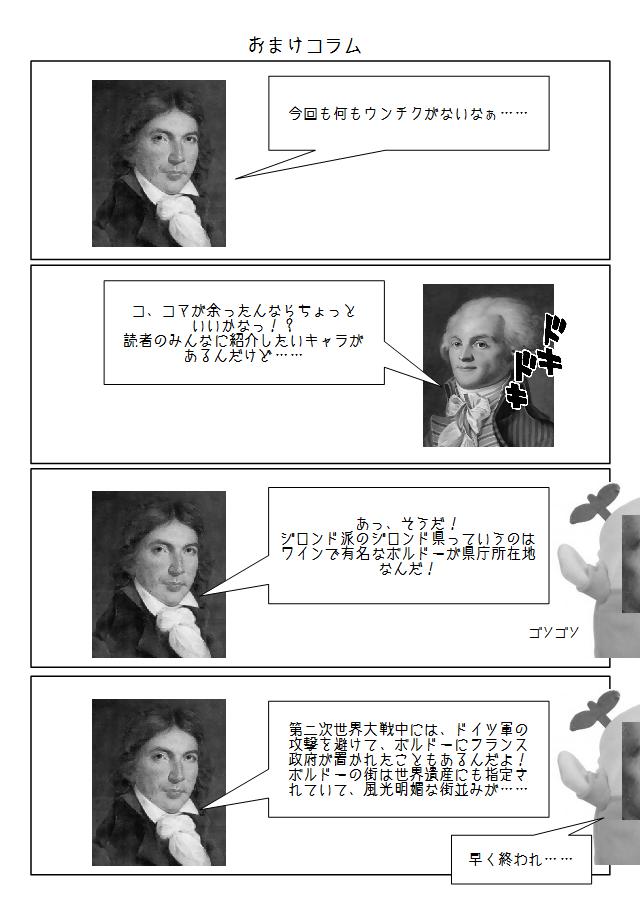 おまけコラム
今回も何もウンチクがないなぁ……
コ、コマが余ったんならちょっと
いいかなっ！？
読者のみんなに紹介したいキャラが
あるんだけど……
ドキ
ドキ
あっ、そうだ！
ジロンド派のジロンド県っていうのは
ワインで有名なボルドーが県庁所在地
なんだ！
ゴソゴソ
第二次世界大戦中には、ドイツ軍の
攻撃を避けて、ボルドーにフランス
政府が置かれたこともあるんだよ！
ボルドーの街は世界遺産にも指定さ
れていて、風光明媚な街並みが……
早く終われ……